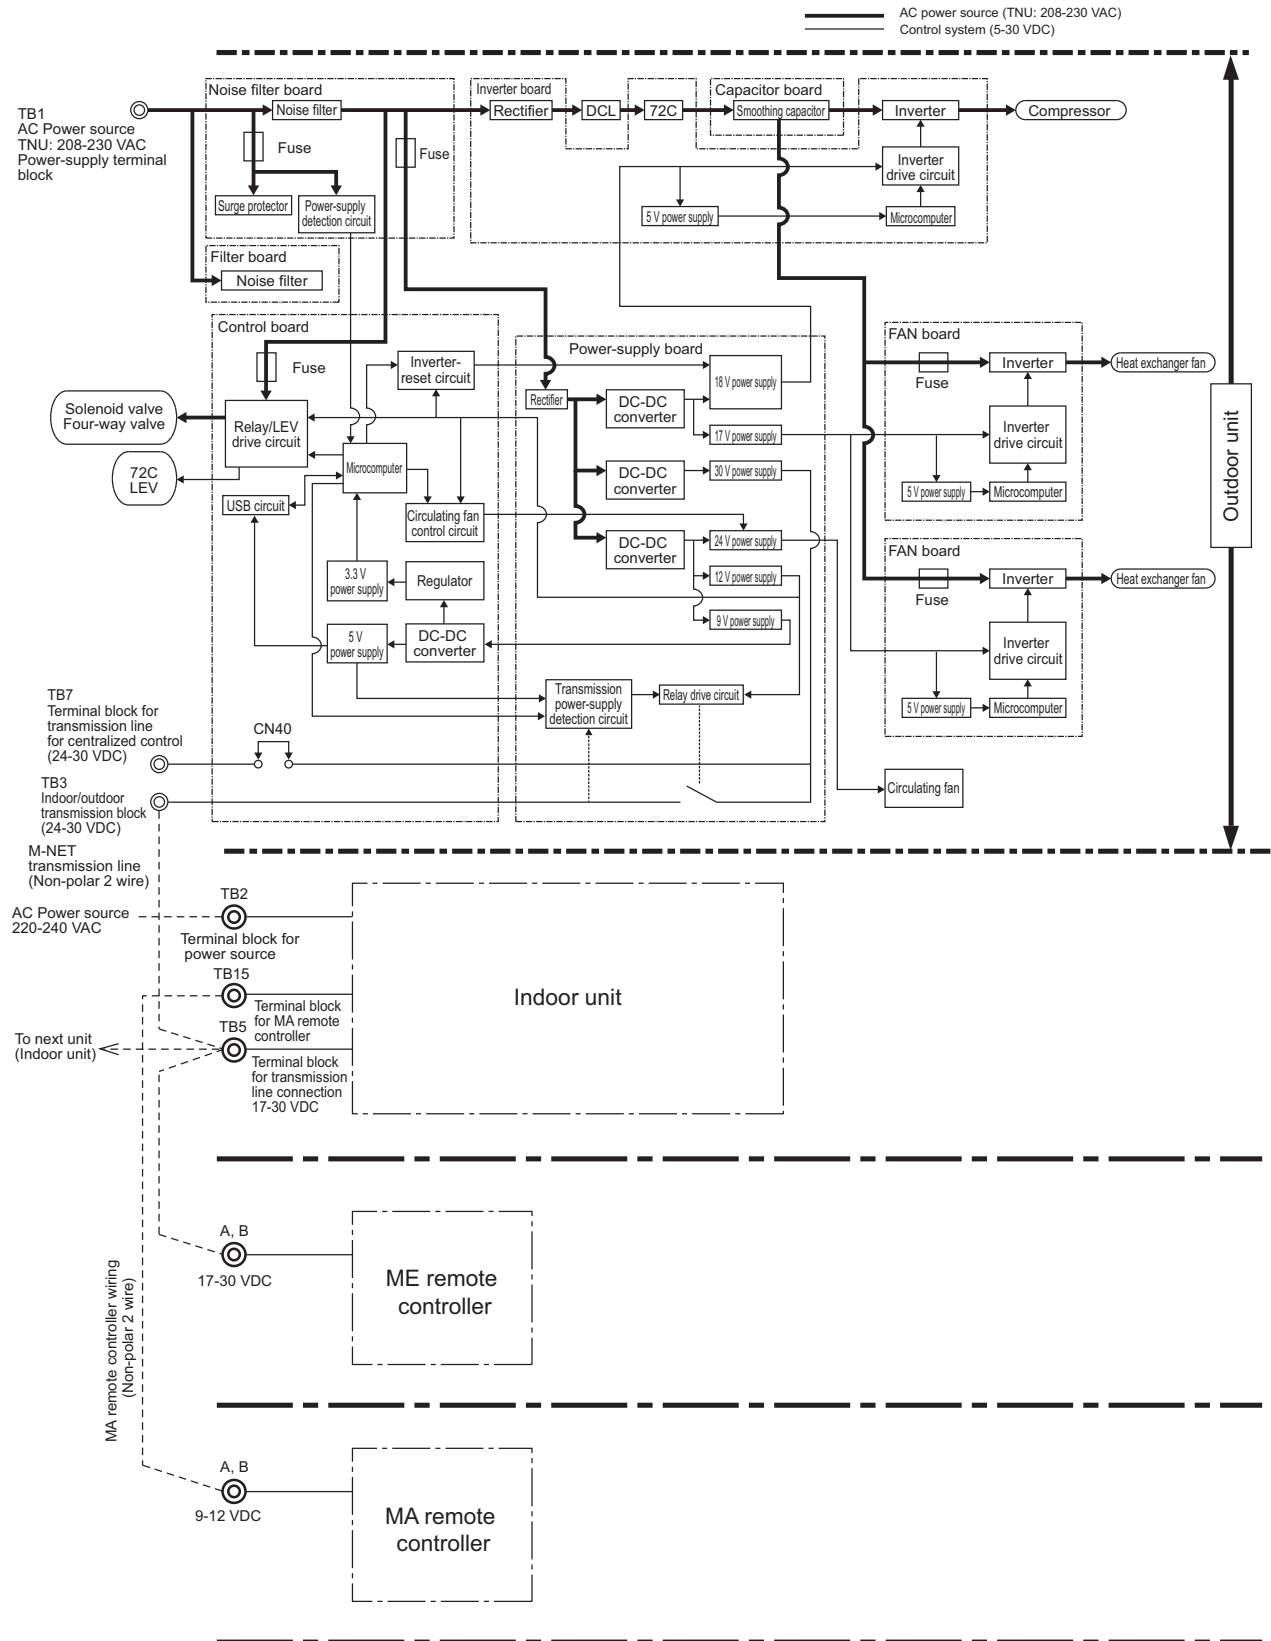 AC power source (TNU: 208-230 VAC)
Control system (5-30 VDC)
Noise filter board
Inverter board
Capacitor board
TB1
AC Power source
TNU: 208-230 VAC
Power-supply terminal
block
Noise filter
Rectifier
DCL
72C
Smoothing capacitor
Inverter
Compressor
Fuse
Fuse
Surge protector
Power-supply
detection circuit
Inverter
drive circuit
5 V power supply
Microcomputer
Filter board
Noise filter
Control board
Fuse
Inverter-
reset circuit
Power-supply board
Rectifier
DC-DC
converter
18 V power supply
17 V power supply
FAN board
Fuse
Inverter
Heat exchanger fan
Inverter
drive circuit
5 V power supply
Microcomputer
Outdoor unit
Solenoid valve
Four-way valve
Relay/LEV
drive circuit
72C
LEV
Microcomputer
USB circuit
Circulating fan
control circuit
DC-DC
converter
30 V power supply
DC-DC
converter
24 V power supply
12 V power supply
9 V power supply
3.3 V
power supply
Regulator
5 V
power supply
DC-DC
converter
FAN board
Fuse
Inverter
Heat exchanger fan
Inverter
drive circuit
5 V power supply
Microcomputer
Transmission
power-supply
detection circuit
Relay drive circuit
TB7
Terminal block for
transmission line
for centralized control
(24-30 VDC)
CN40
TB3
Indoor/outdoor
transmission block
(24-30 VDC)
Circulating fan
M-NET
transmission line
(Non-polar 2 wire)
AC Power source
220-240 VAC
TB2
Terminal block for
power source
TB15
Terminal block
for MA remote
controller
Indoor unit
To next unit
(Indoor unit)
TB5
Terminal block
for transmission
line connection
17-30 VDC
A, B
17-30 VDC
ME remote
controller
MA remote controller wiring
(Non-polar 2 wire)
A, B
9-12 VDC
MA remote
controller